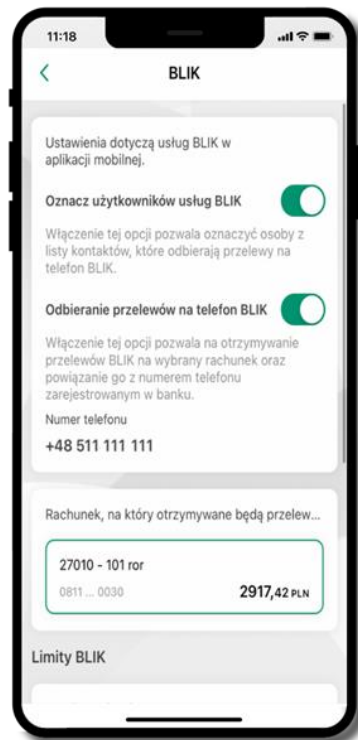 11:18
BLIK
Ustawienia dotyczą usług BLIK w
aplikacji mobilnej.
Oznacz użytkowników usług BLIK
Włączenie tej opcji pozwala oznaczyć osoby z
listy kontaktów, które odbierają przelewy na
telefon BLIK.
Odbieranie przelewów na telefon BLIK
Włączenie tej opcji pozwala na otrzymywanie
przelewów BLIK na wybrany rachunek oraz
powiązanie go z numerem telefonu
zarejestrowanym w banku.
Numer telefonu
+48 511 111 111
Rachunek, na który otrzymywane będą przelew...
27010 - 101 ror
0811 ... 0030 2917,42 PLN
Limity BLIK